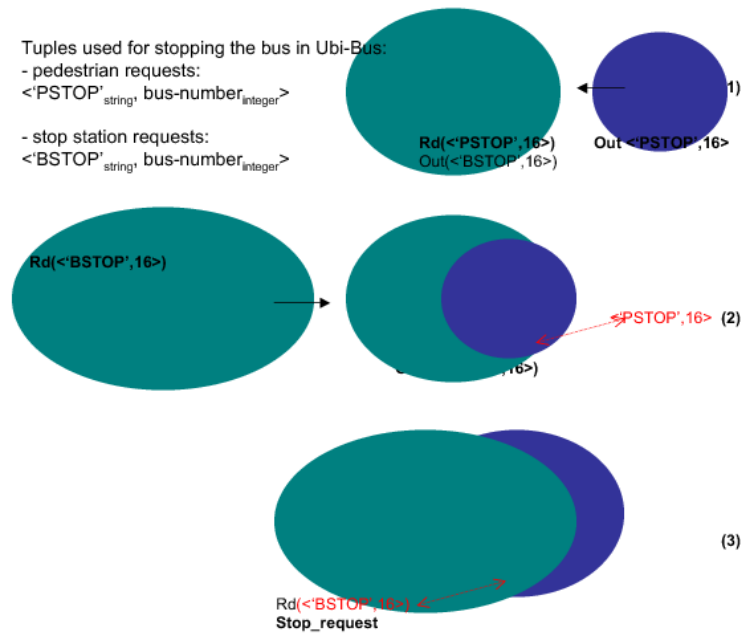 Tuples used for stopping the bus in Ubi-Bus:
- pedestrian requests:
<‘PSTOP’string, bus-numberinteger>
- stop station requests:
<‘BSTOP’string, bus-numberinteger>
1)
Rd(<‘PSTOP’,16>) Out <‘PSTOP’,16>
Out(<‘BSTOP’,16>)
Rd(<‘BSTOP’,16>)
<‘PSTOP’,16> (2)
16>)
(3)
Rd(<‘BSTOP’,16>)
Stop_request